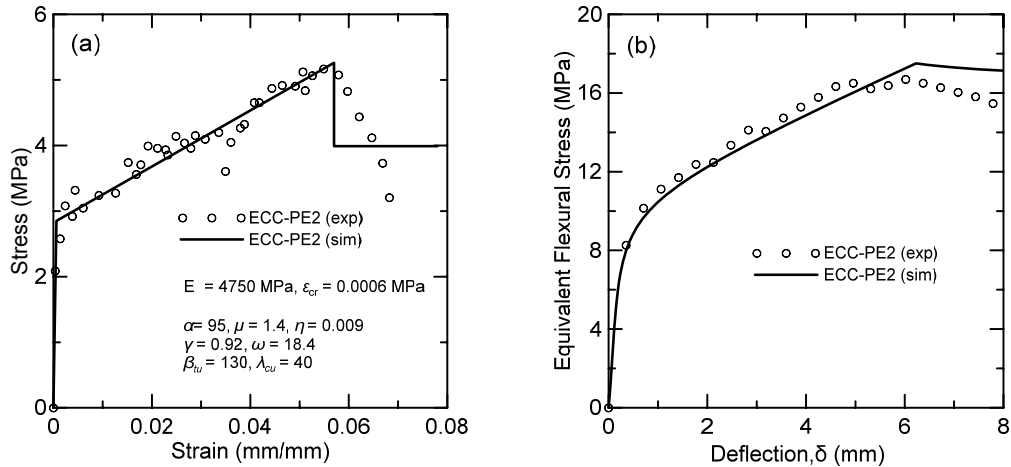 (a)
6
4
2
0
Stress (MPa)
ECC-PE2 (exp)
ECC-PE2 (sim)
E = 4750 MPa, εcr = 0.0006 MPa
α= 95, μ = 1.4, η = 0.009
γ = 0.92, ω = 18.4
βtu = 130, λcu = 40
0 0.02 0.04 0.06 0.08
Strain (mm/mm)
(b)
20
16
12
8
4
0
Equivalent Flexural Stress (MPa)
ECC-PE2 (exp)
ECC-PE2 (sim)
0 2 4 6 8
Deflection,δ (mm)